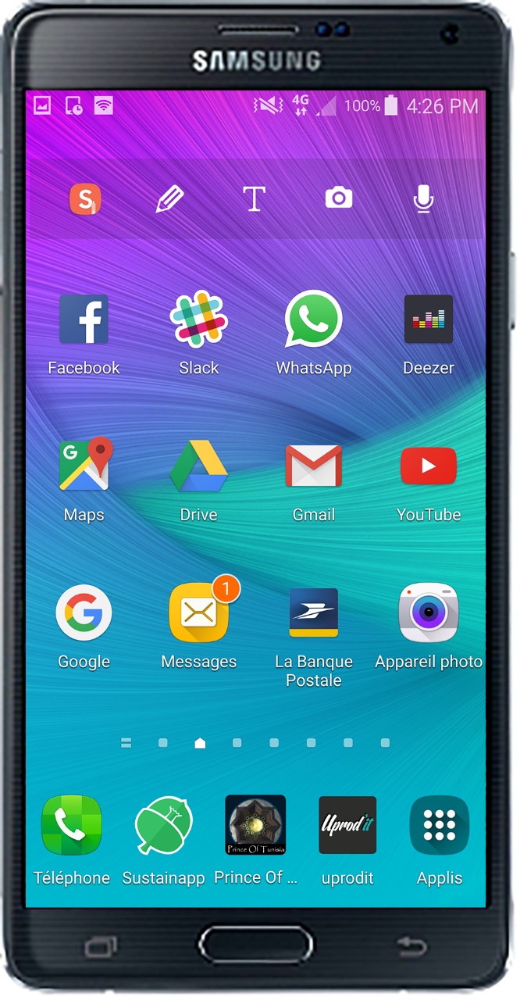 SAMSUNG
4G 100% 4:26 PM
S T
Facebook Slack WhatsApp Deezer
G
Maps Drive Gmail YouTube
G 1
Google Messages La Banque Postale Appareil photo
Prince Of Tunisia Uprod'it
Téléphone Sustainapp Prince Of ... uprodit Applis